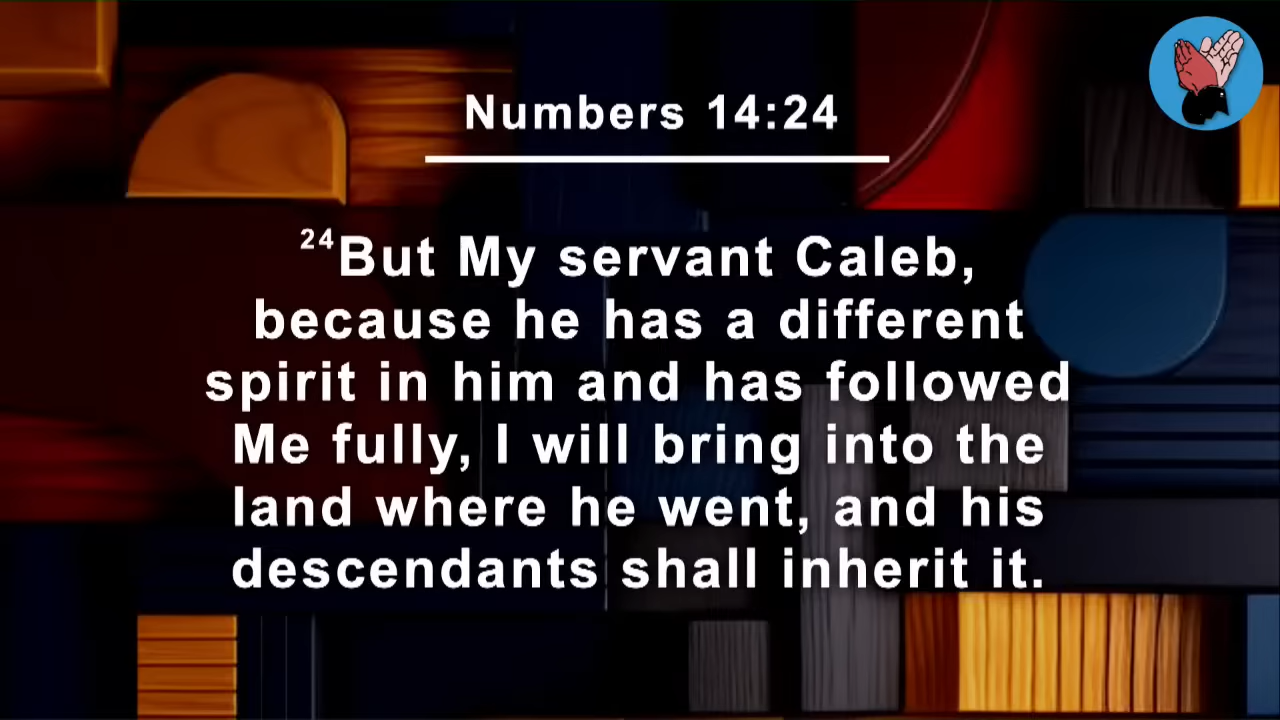 Numbers 14:24
24But My servant Caleb,
because he has a different
spirit in him and has followed
Me fully, I will bring into the
land where he went, and his
descendants shall inherit it.